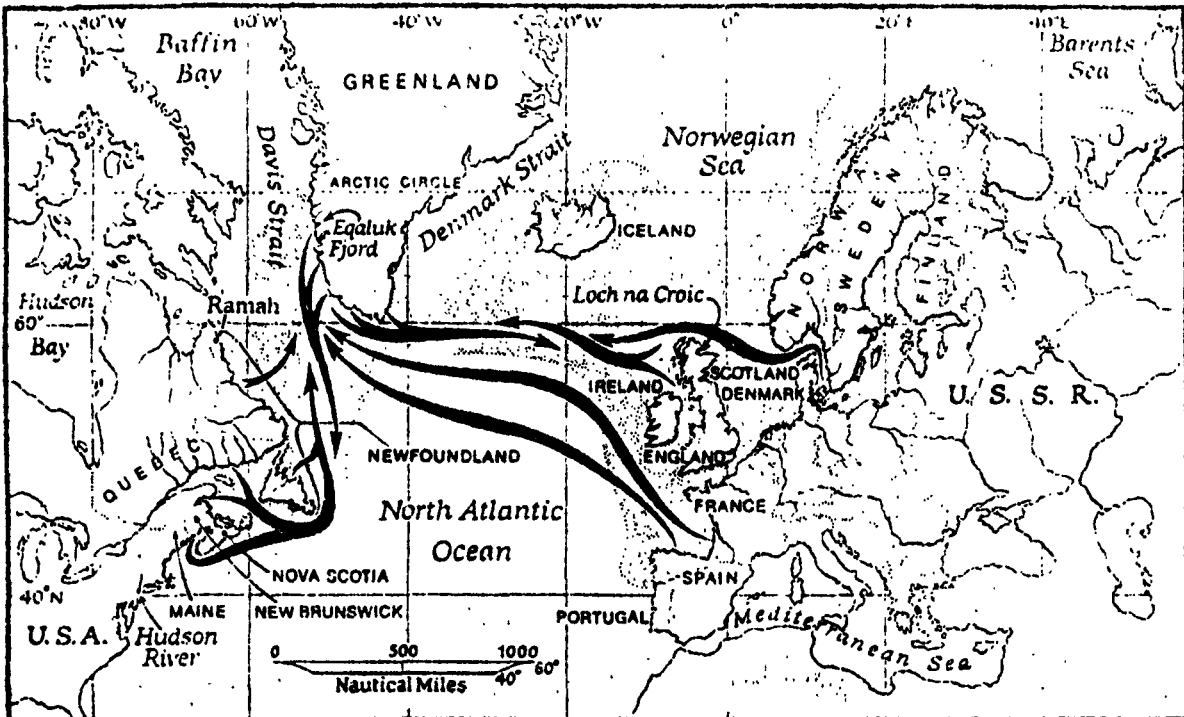 80°W 60°W 40°W 20°W 0° 20°E 40°E
Baffin
Bay
GREENLAND
Barents
Sea
Norwegian
Sea
Davis Strait
Denmark Strait
ARCTIC CIRCLE
Eqaluk
Fjord
ICELAND
NORWAY
SWEDEN
FINLAND
Hudson
60°
Bay
Ramah
Loch na Croic
SCOTLAND
IRELAND
DENMARK
U.S.S.R.
ENGLAND
QUEBEC
NEWFOUNDLAND
North Atlantic
Ocean
FRANCE
NOVA SCOTIA
SPAIN
40°N
MAINE
NEW BRUNSWICK
PORTUGAL
Mediterranean Sea
U.S.A.
Hudson
River
0 500 1000
60°
40°
Nautical Miles